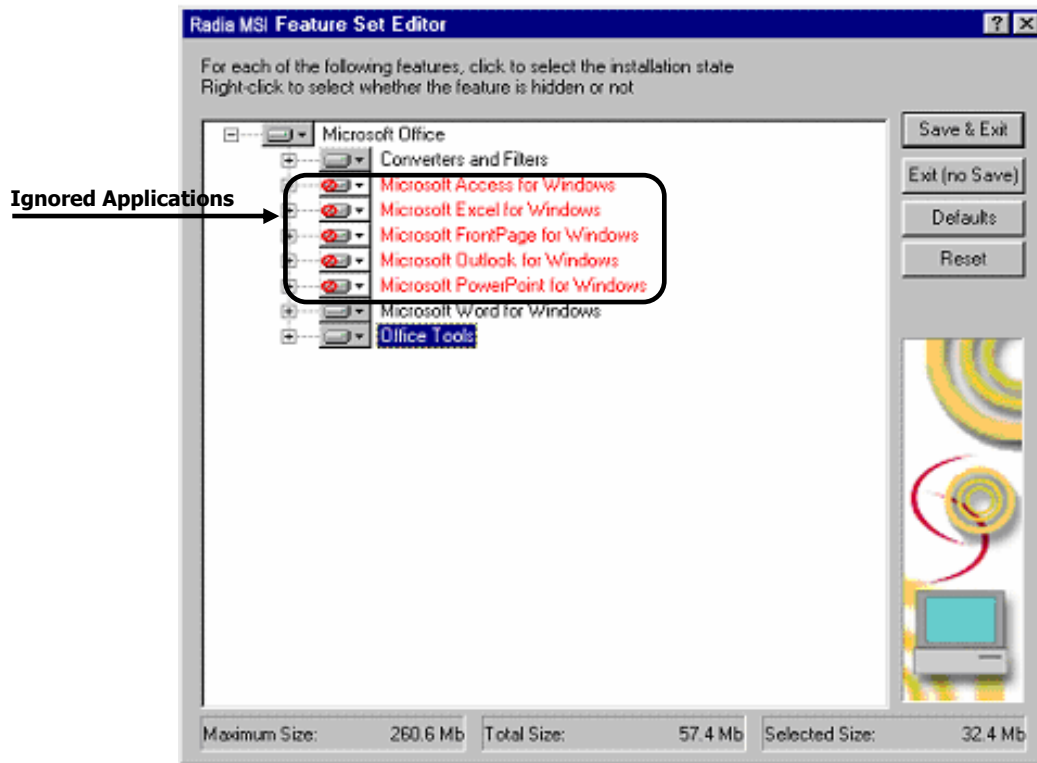 Radia MSI Feature Set Editor
For each of the following features, click to select the installation state
Right-click to select whether the feature is hidden or not
Microsoft Office
Save & Exit
Converters and Filters
Microsoft Access for Windows
Exit (no Save)
Ignored Applications
Microsoft Excel for Windows
Defaults
Microsoft FrontPage for Windows
Microsoft Outlook for Windows
Reset
Microsoft PowerPoint for Windows
Microsoft Word for Windows
Office Tools
Maximum Size: 260.6 Mb Total Size: 57.4 Mb Selected Size: 32.4 Mb